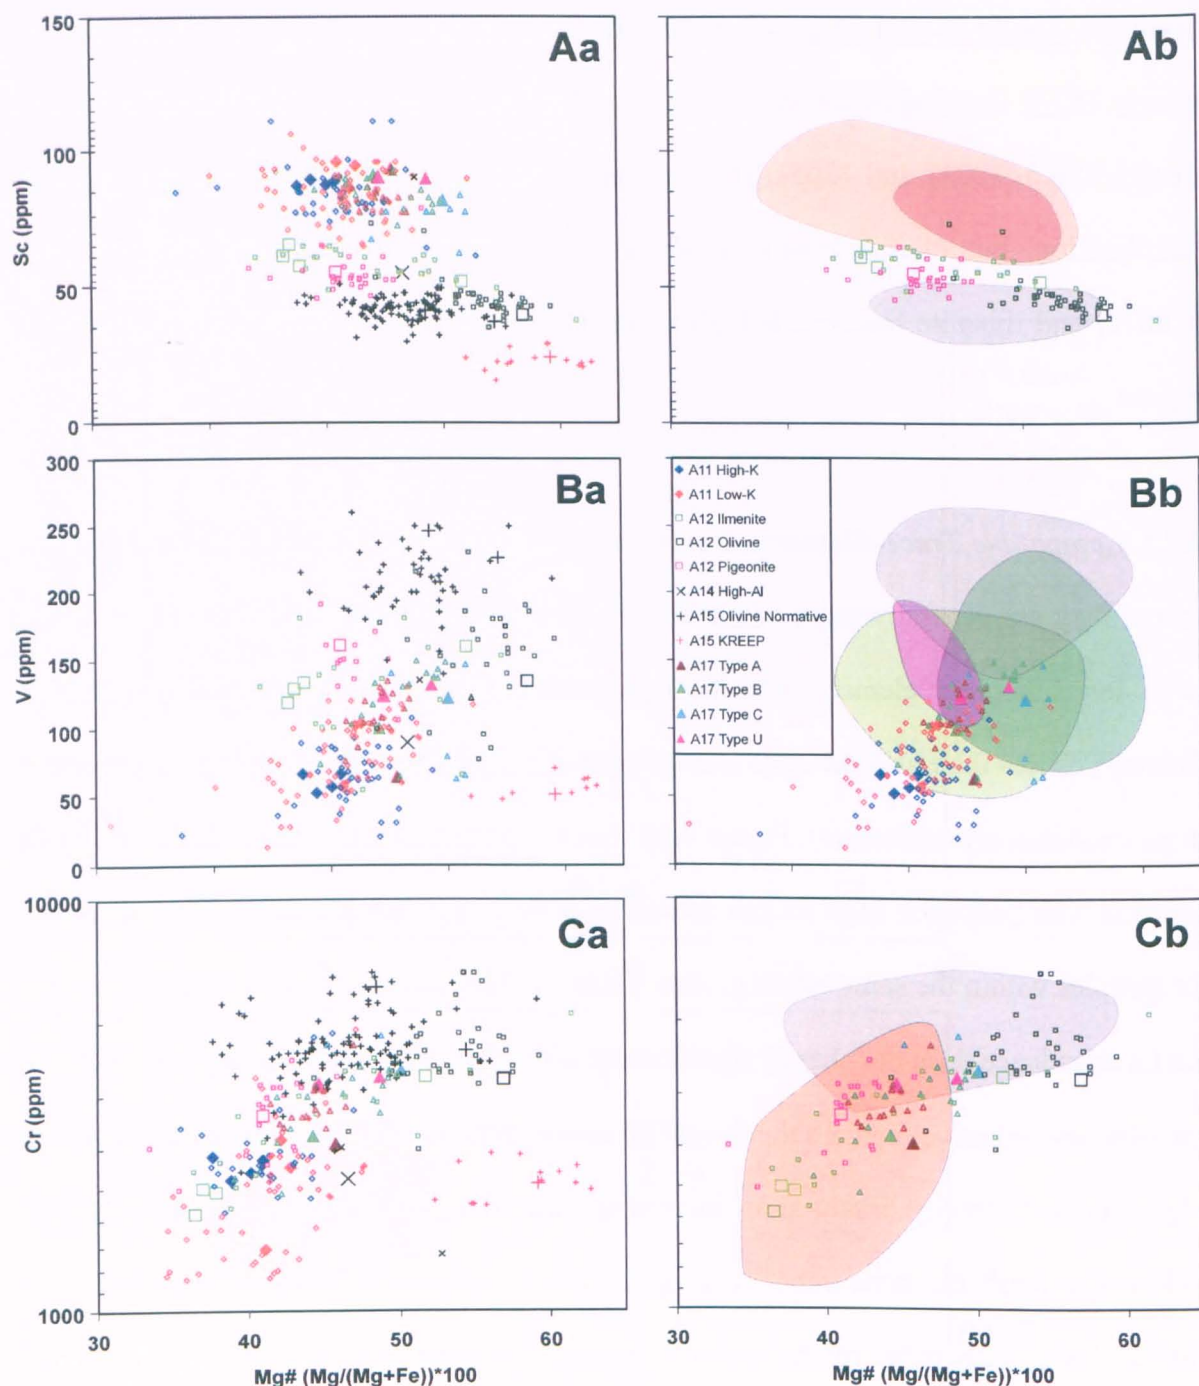 Aa
Ab
150
100
50
0
Sc (ppm)
Ba
Bb
300
250
200
150
100
50
0
V (ppm)
A11 High-K
A11 Low-K
A12 Ilmenite
A12 Olivine
A12 Pigeonite
A14 High-Al
A15 Olivine Normative
A15 KREEP
A17 Type A
A17 Type B
A17 Type C
A17 Type U
Ca
Cb
10000
1000
Cr (ppm)
30 40 50 60
30 40 50 60
Mg# (Mg/(Mg+Fe))*100
Mg# (Mg/(Mg+Fe))*100